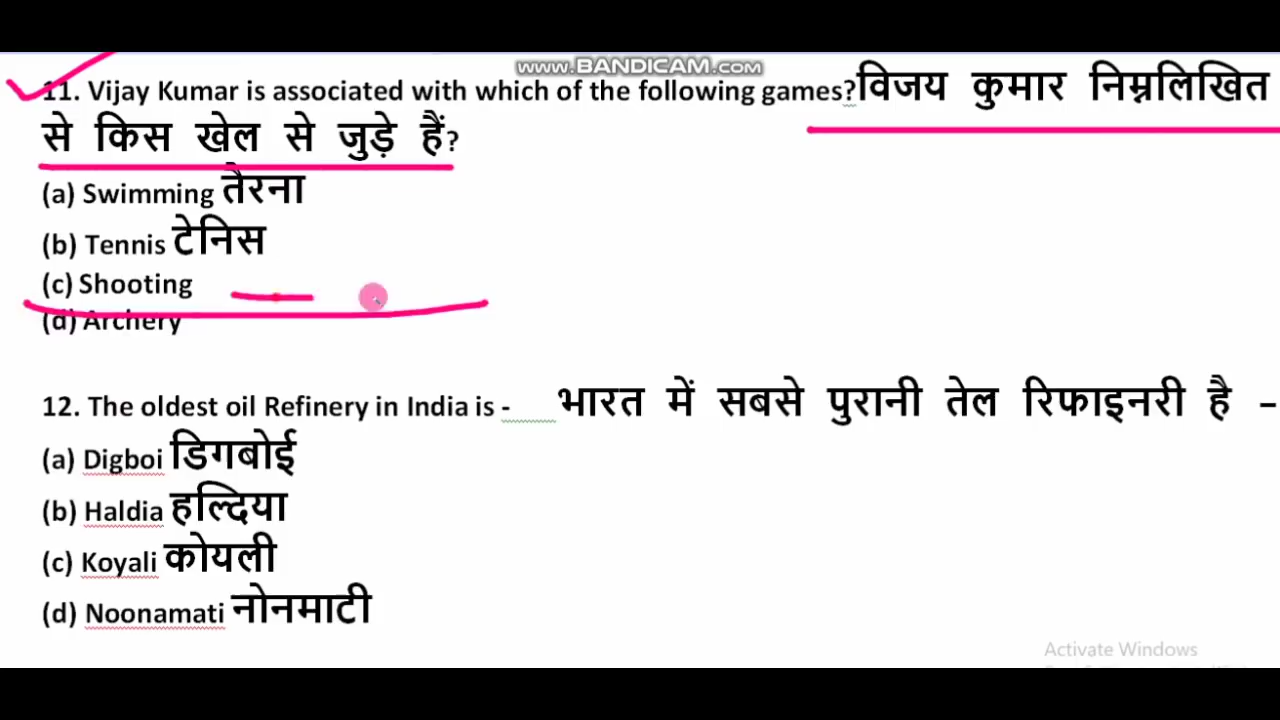 www.BANDICAM.com
11. Vijay Kumar is associated with which of the following games?विजय कुमार निम्नलिखित
से किस खेल से जुड़े हैं?
(a) Swimming तैरना
(b) Tennis टेनिस
(c) Shooting
(d) Archery
12. The oldest oil Refinery in India is - भारत में सबसे पुरानी तेल रिफाइनरी है -
(a) Digboi डिगबोई
(b) Haldia हल्दिया
(c) Koyali कोयली
(d) Noonamati नोनमाटी
Activate Windows